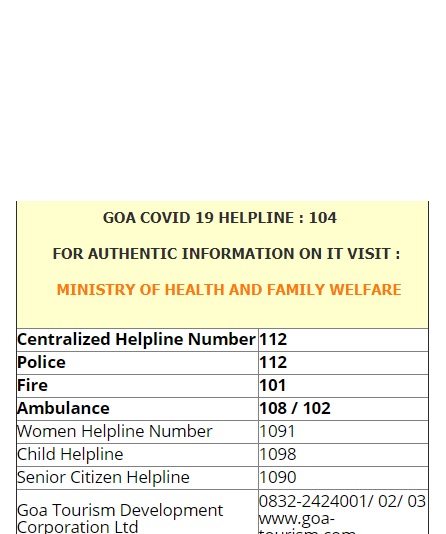 GOA COVID 19 HELPLINE : 104
FOR AUTHENTIC INFORMATION ON IT VISIT :
MINISTRY OF HEALTH AND FAMILY WELFARE
Centralized Helpline Number 112
Police 112
Fire 101
Ambulance 108 / 102
Women Helpline Number 1091
Child Helpline 1098
Senior Citizen Helpline 1090
Goa Tourism Development
Corporation Ltd
0832-2424001/ 02/ 03
www.goa-
tourism.com